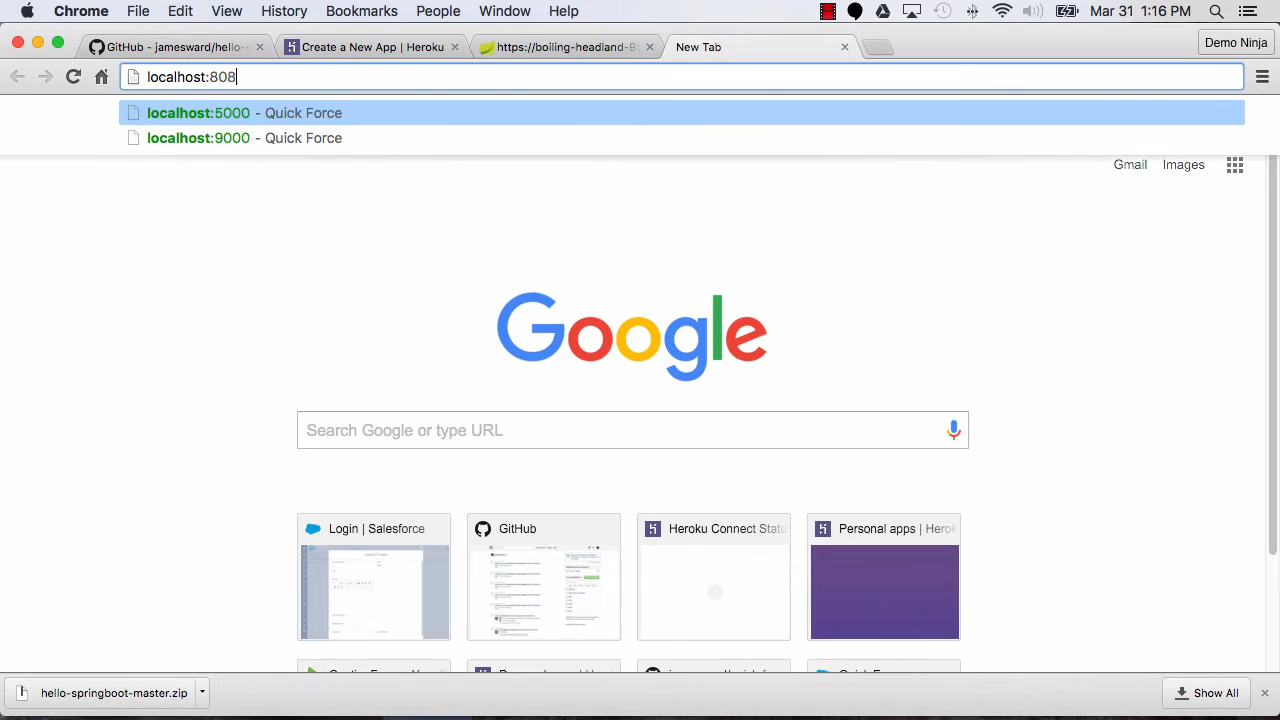 Chrome File Edit View History Bookmarks People Window Help Mar 31 1:16 PM
GitHub - jamesward/hello-s
Create a New App | Heroku
https://boiling-headland-9
New Tab
Demo Ninja
localhost:808
localhost:5000 - Quick Force
localhost:9000 - Quick Force
Gmail Images
Google
Search Google or type URL
Login | Salesforce
GitHub
Heroku Connect Statu
Personal apps | Herok
hello-springboot-master.zip
Show All